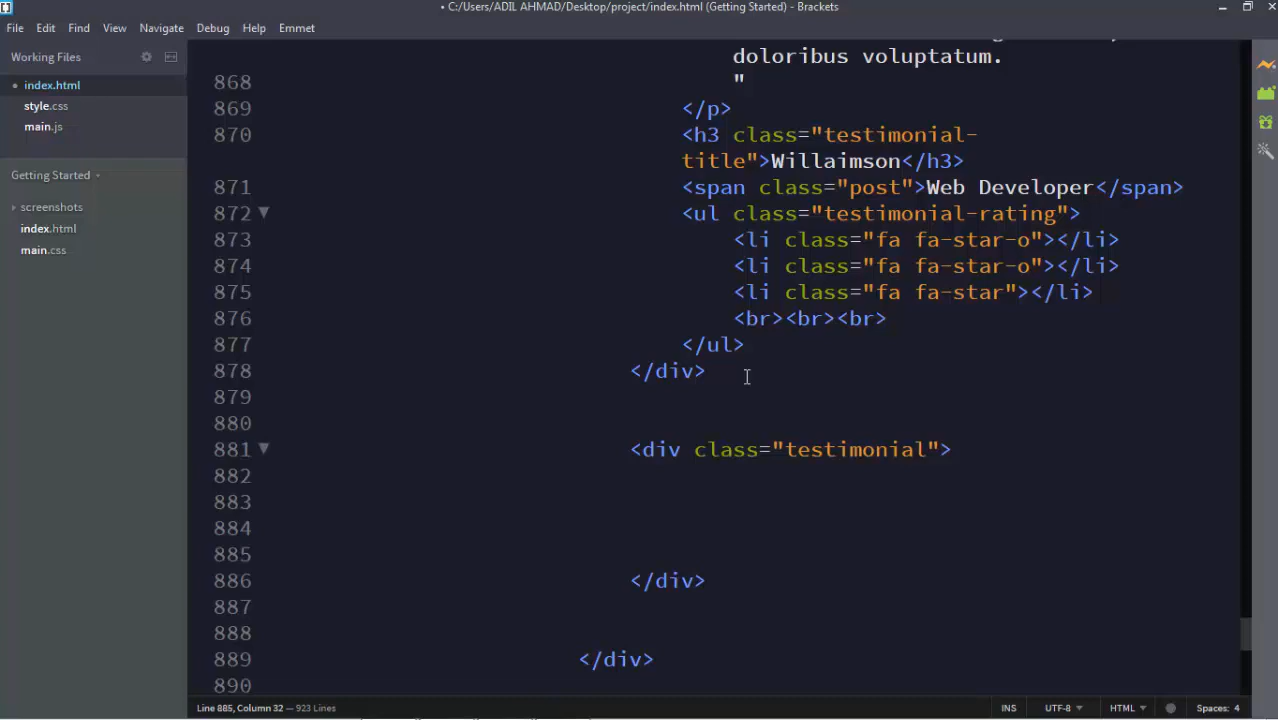 • C:/Users/ADIL AHMAD/Desktop/project/index.html (Getting Started) - Brackets
File Edit Find View Navigate Debug Help Emmet
Working Files
index.html
style.css
main.js
Getting Started
screenshots
index.html
main.css
doloribus voluptatum.
868 "
869 </p>
870 <h3 class="testimonial-
title">Willaimson</h3>
871 <span class="post">Web Developer</span>
872 <ul class="testimonial-rating">
873 <li class="fa fa-star-o"></li>
874 <li class="fa fa-star-o"></li>
875 <li class="fa fa-star"></li>
876 <br><br><br>
877 </ul>
878 </div>
879
880
881 <div class="testimonial">
882
883
884
885
886 </div>
887
888
889 </div>
890
Line 885, Column 32 — 923 Lines
INS UTF-8 HTML Spaces: 4